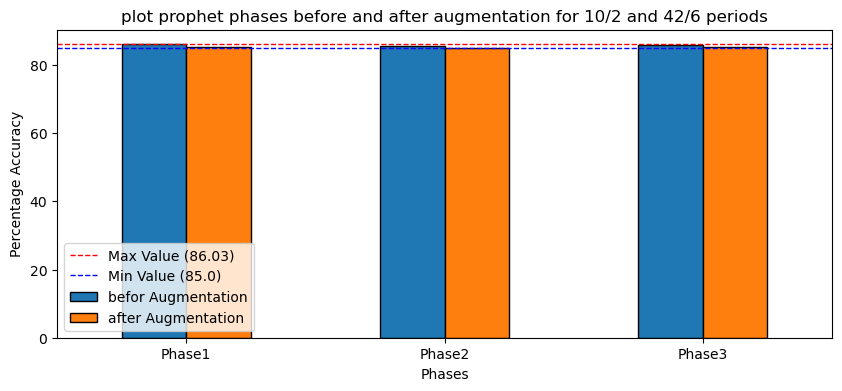 plot prophet phases before and after augmentation for 10/2 and 42/6 periods
Percentage Accuracy
80
60
40
20
0
Max Value (86.03)
Min Value (85.0)
befor Augmentation
after Augmentation
Phase1
Phase2
Phase3
Phases